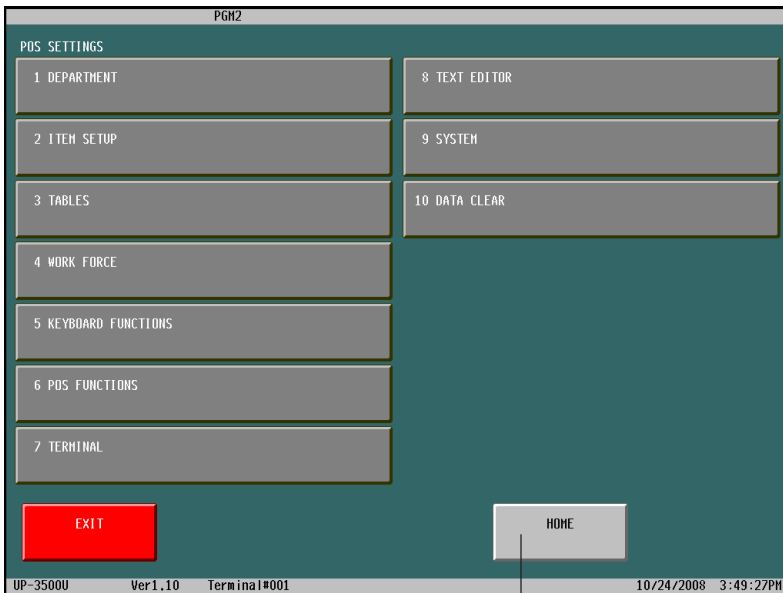 PGM2
POS SETTINGS
1 DEPARTMENT
2 ITEM SETUP
3 TABLES
4 WORK FORCE
5 KEYBOARD FUNCTIONS
6 POS FUNCTIONS
7 TERMINAL
8 TEXT EDITOR
9 SYSTEM
10 DATA CLEAR
EXIT
HOME
UP-3500U Ver1.10 Terminal#001 10/24/2008 3:49:27PM